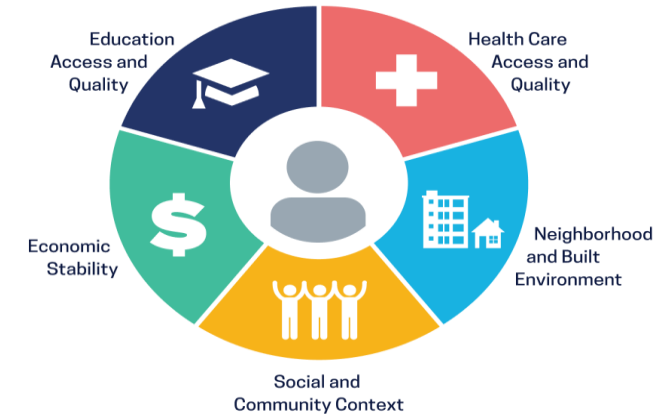 Education
Access and
Quality
Health Care
Access and
Quality
Economic
Stability
Neighborhood
and Built
Environment
Social and
Community Context